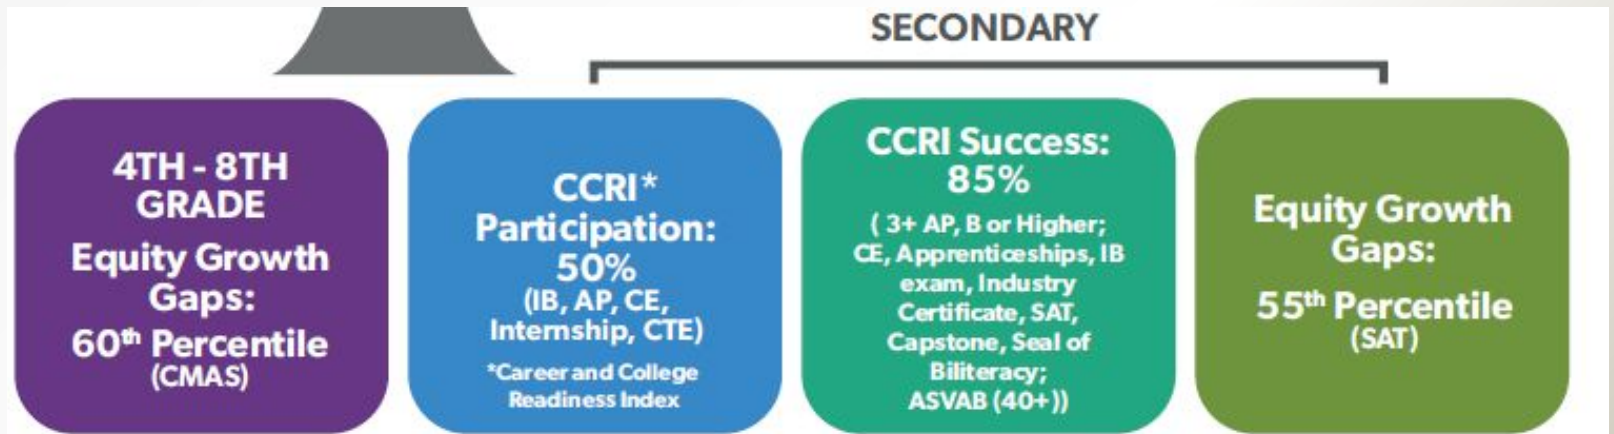 SECONDARY
4TH - 8TH
GRADE
Equity Growth
Gaps:
60th Percentile
(CMAS)
CCRI*
Participation:
50%
(IB, AP, CE,
Internship, CTE)
*Career and College
Readiness Index
CCRI Success:
85%
( 3+ AP, B or Higher;
CE, Apprenticeships, IB
exam, Industry
Certificate, SAT,
Capstone, Seal of
Biliteracy;
ASVAB (40+))
Equity Growth
Gaps:
55th Percentile
(SAT)